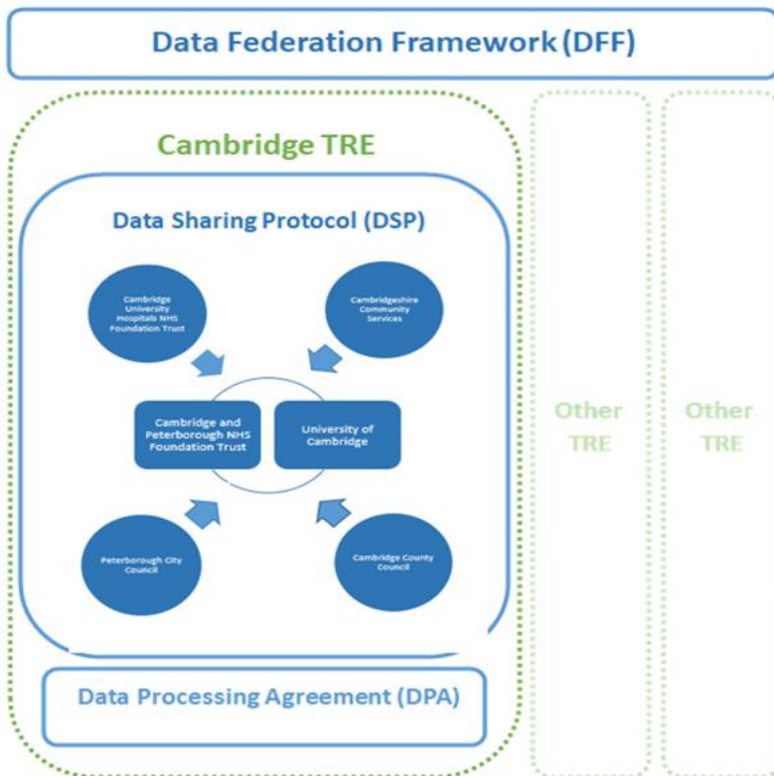 Data Federation Framework (DFF)
Cambridge TRE
Data Sharing Protocol (DSP)
Cambridge
University
Hospitals NHS
Foundation Trust
Cambridgeshire
Community
Services
Cambridge and
Peterborough NHS
Foundation Trust
University of
Cambridge
Peterborough City
Council
Cambridge County
Council
Data Processing Agreement (DPA)
Other
TRE
Other
TRE